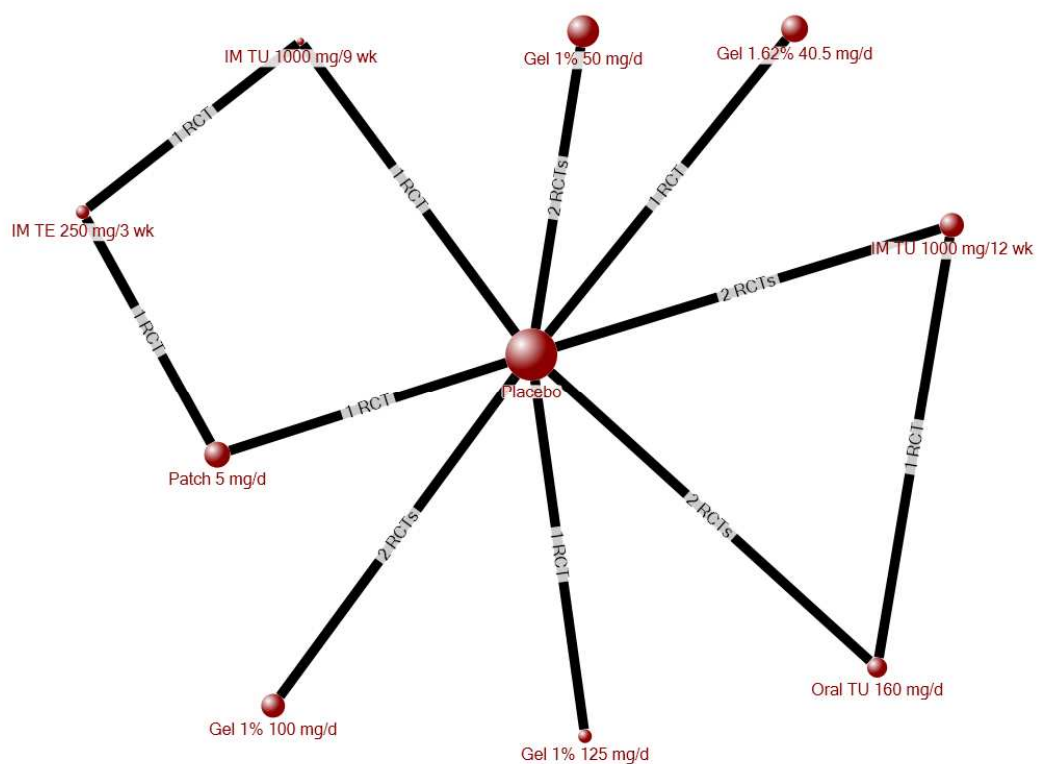 IM TU 1000 mg/9 wk
Gel 1% 50 mg/d
Gel 1.62% 40.5 mg/d
1 RCT
1 RCT
2 RCTs
1 RCT
IM TE 250 mg/3 wk
IM TU 1000 mg/12 wk
2 RCTs
1 RCT
Placebo
1 RCT
1 RCT
Patch 5 mg/d
2 RCTs
1 RCT
2 RCTs
Oral TU 160 mg/d
Gel 1% 100 mg/d
Gel 1% 125 mg/d